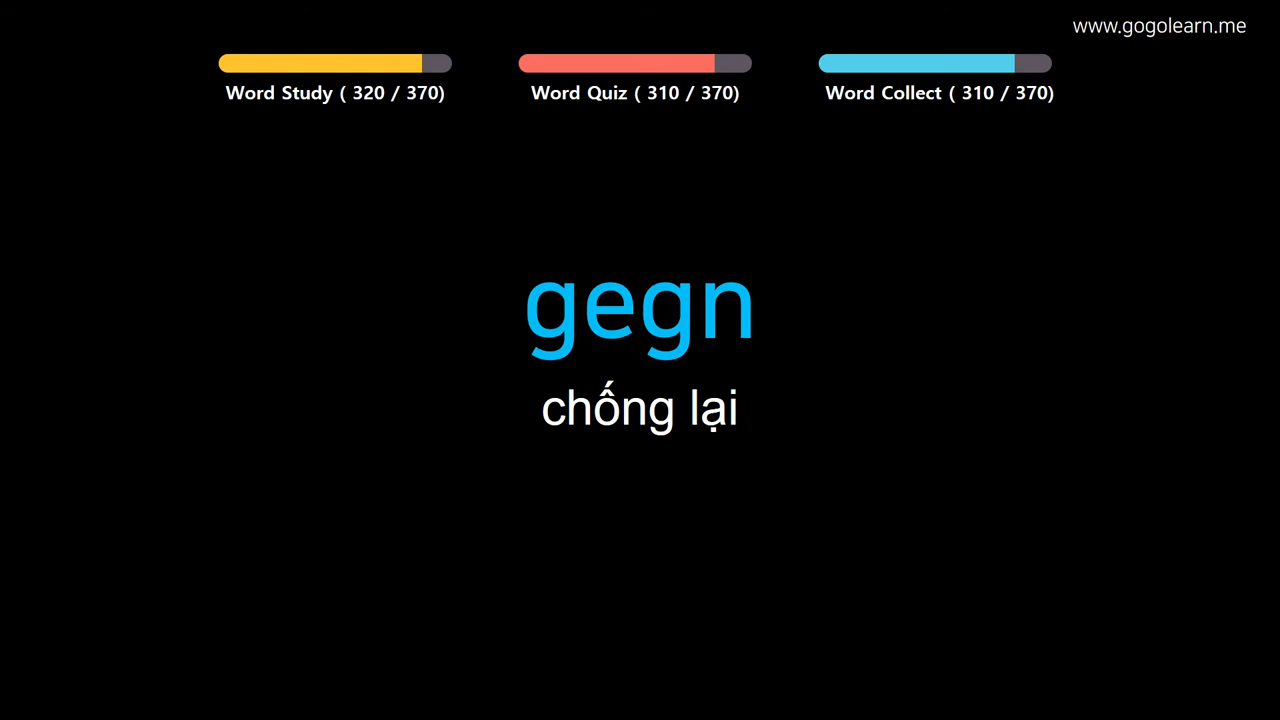 www.gogolearn.me
Word Study ( 320 / 370)
Word Quiz ( 310 / 370)
Word Collect ( 310 / 370)
gegn
chống lại